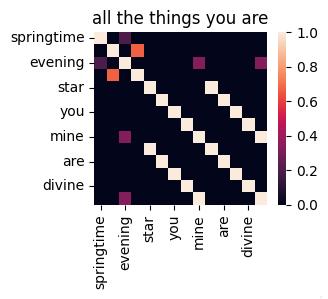 all the things you are
springtime
evening
star
you
mine
are
divine
1.0
0.8
0.6
0.4
0.2
0.0
springtime
evening
star
you
mine
are
divine